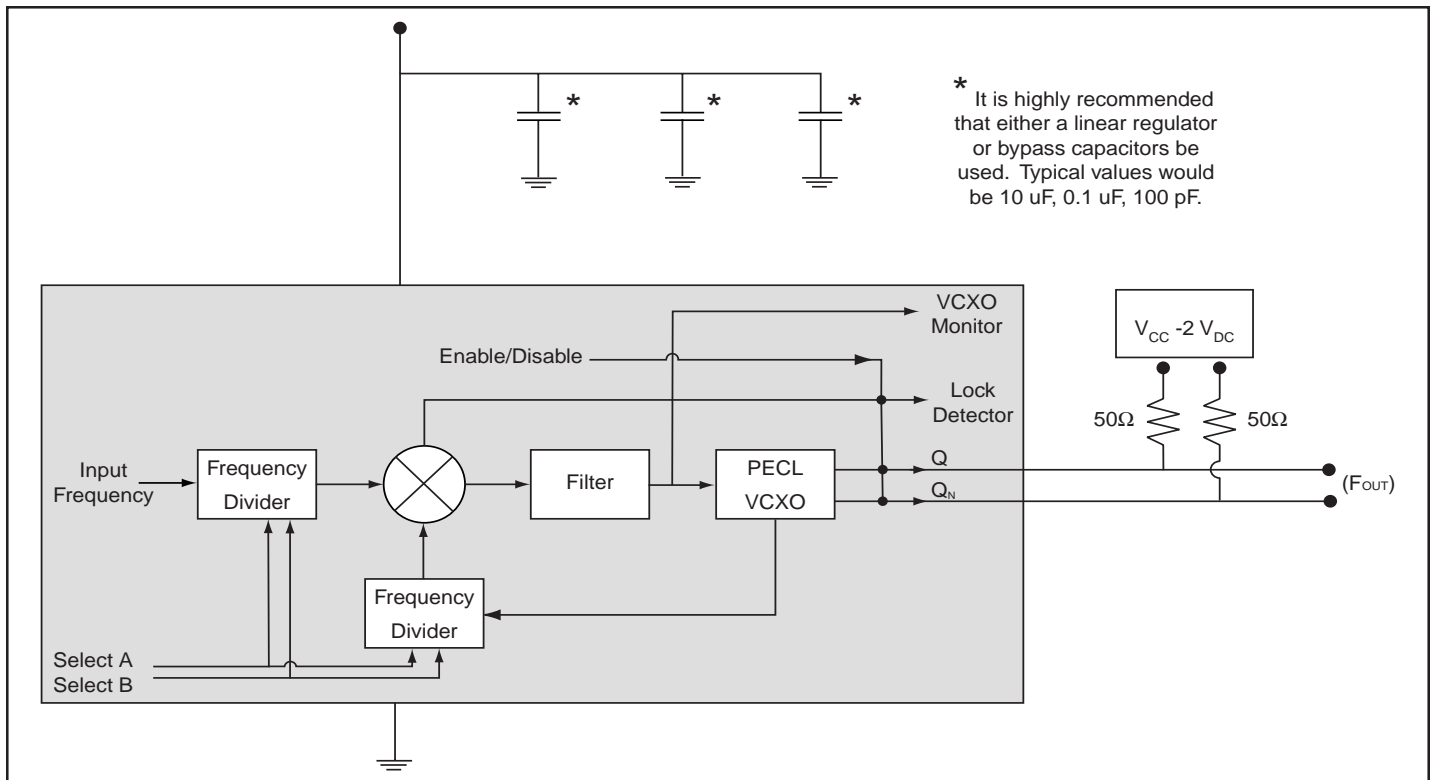 *
*
*
* It is highly recommended
that either a linear regulator
or bypass capacitors be
used. Typical values would
be 10 uF, 0.1 uF, 100 pF.
VCXO
Monitor
Enable/Disable
Lock
Detector
VCC -2 VDC
50Ω
50Ω
Input
Frequency
Frequency
Divider
Filter
PECL
VCXO
Q
QN
(FOUT)
Frequency
Divider
Select A
Select B